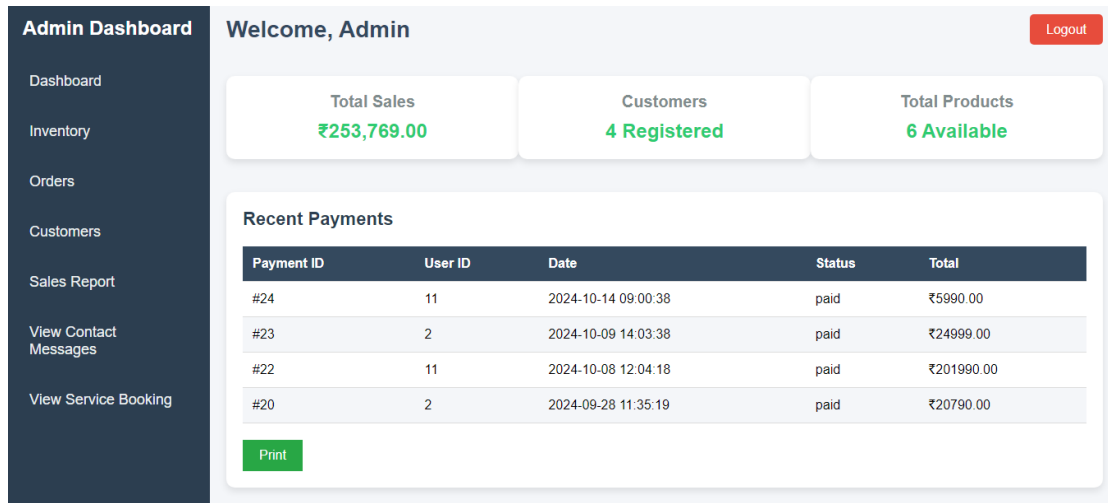 Admin Dashboard
Dashboard
Inventory
Orders
Customers
Sales Report
View Contact
Messages
View Service Booking
Welcome, Admin
Logout
Total Sales
₹253,769.00
Customers
4 Registered
Total Products
6 Available
Recent Payments
Payment ID User ID Date Status Total
#24 11 2024-10-14 09:00:38 paid ₹5990.00
#23 2 2024-10-09 14:03:38 paid ₹24999.00
#22 11 2024-10-08 12:04:18 paid ₹201990.00
#20 2 2024-09-28 11:35:19 paid ₹20790.00
Print